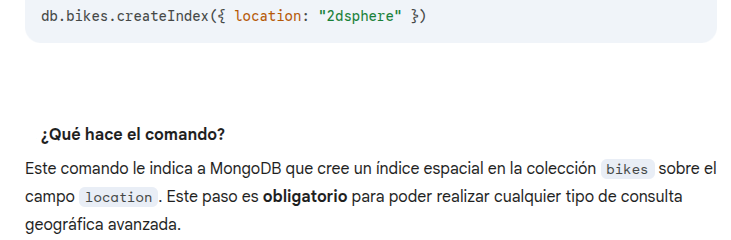 db.bikes.createIndex({ location: "2dsphere" })
¿Qué hace el comando?
Este comando le indica a MongoDB que cree un índice espacial en la colección bikes sobre el
campo location. Este paso es obligatorio para poder realizar cualquier tipo de consulta
geográfica avanzada.